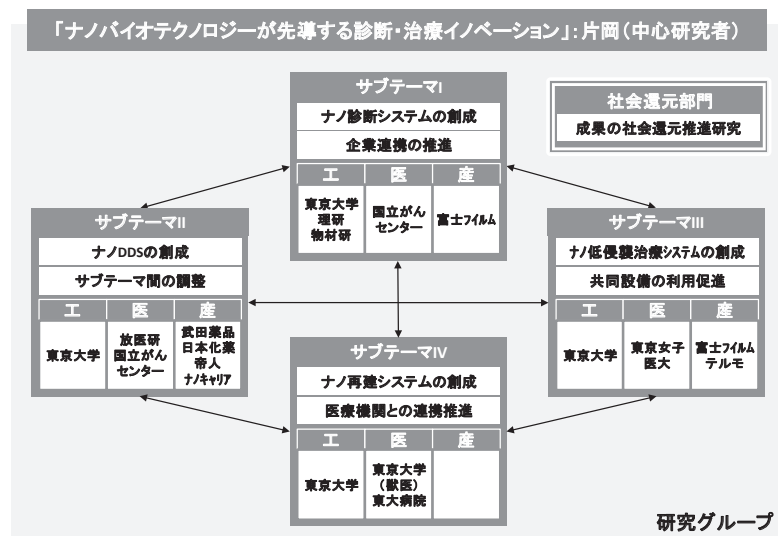 「ナノバイオテクノロジーが先導する診断・治療イノベーション」：片岡（中心研究者）
サブテーマI
ナノ診断システムの創成
企業連携の推進
工 医 産
東京大学
理研
物材研
国立がん
センター
富士フイルム
社会還元部門
成果の社会還元推進研究
サブテーマII
ナノDDSの創成
サブテーマ間の調整
工 医 産
東京大学
放医研
国立がん
センター
武田薬品
日本化薬
帝人
ナノキャリア
サブテーマIII
ナノ低侵襲治療システムの創成
共同設備の利用促進
工 医 産
東京大学
東京女子
医大
富士フイルム
テルモ
サブテーマIV
ナノ再建システムの創成
医療機関との連携推進
工 医 産
東京大学
東京大学
（獣医）
東大病院
研究グループ